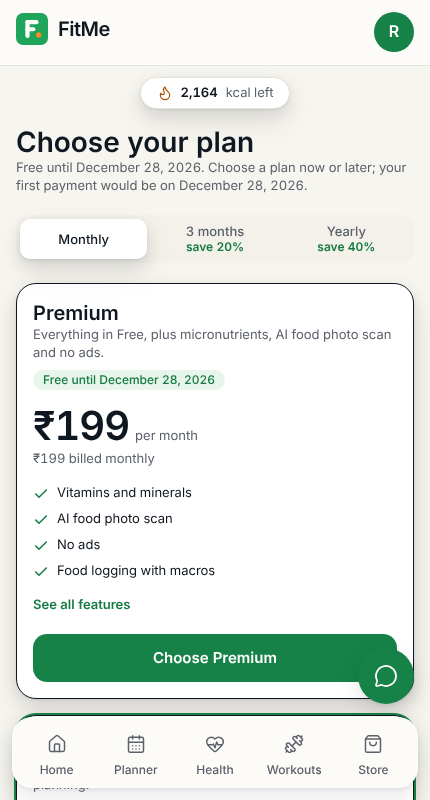 FitMe
R
2,164 kcal left
Choose your plan
Free until December 28, 2026. Choose a plan now or later; your
first payment would be on December 28, 2026.
Monthly
3 months
save 20%
Yearly
save 40%
Premium
Everything in Free, plus micronutrients, AI food photo scan
and no ads.
Free until December 28, 2026
₹199 per month
₹199 billed monthly
Vitamins and minerals
AI food photo scan
No ads
Food logging with macros
See all features
Choose Premium
Home
Planner
Health
Workouts
Store
planning.